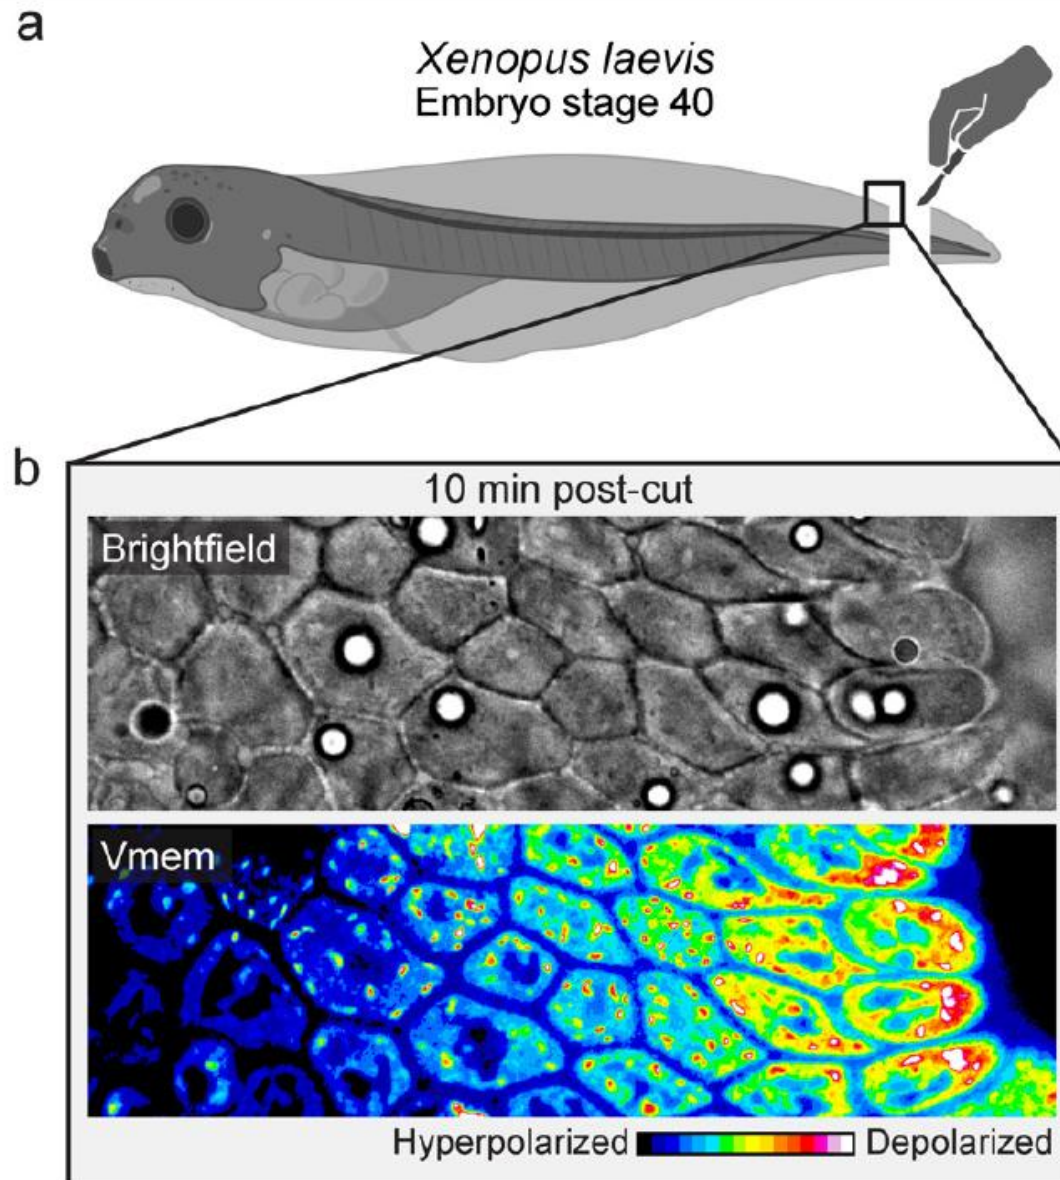 a
Xenopus laevis
Embryo stage 40
b
10 min post-cut
Brightfield
Vmem
Hyperpolarized Depolarized